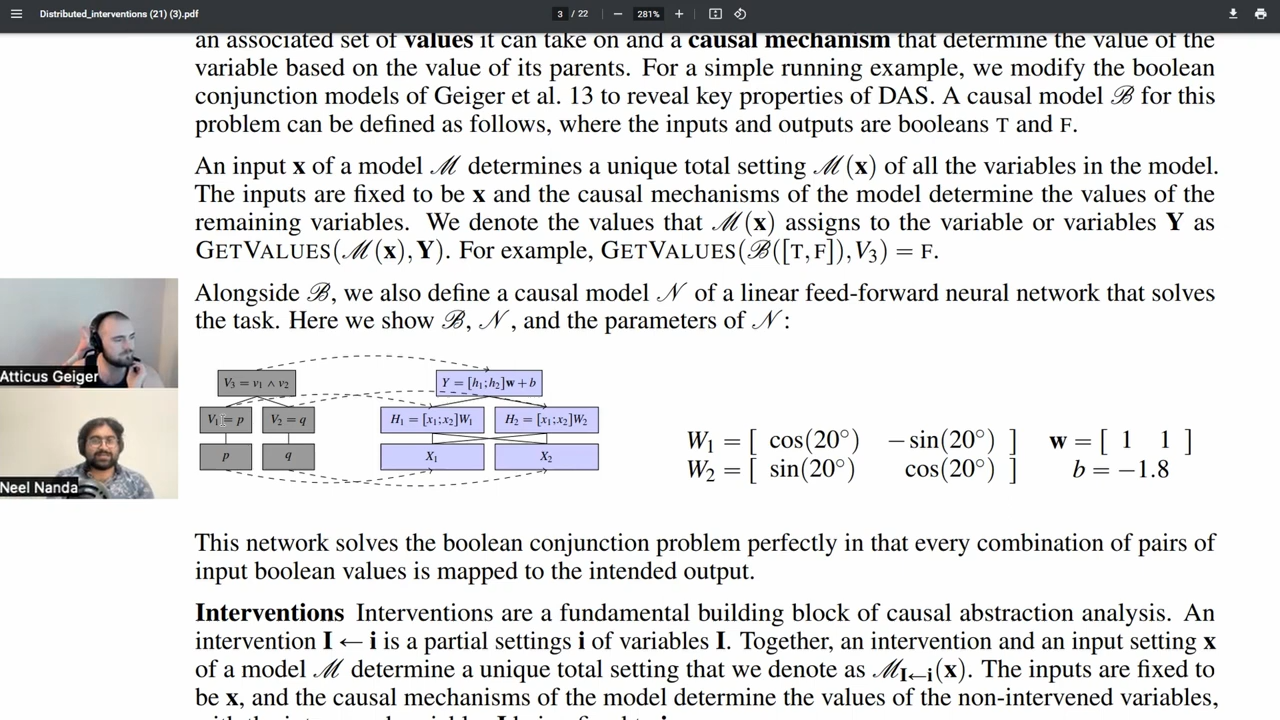 Distributed_interventions (21) (3).pdf
3 / 22
281%
an associated set of values it can take on and a causal mechanism that determine the value of the
variable based on the value of its parents. For a simple running example, we modify the boolean
conjunction models of Geiger et al. 13 to reveal key properties of DAS. A causal model ℬ for this
problem can be defined as follows, where the inputs and outputs are booleans T and F.
An input x of a model ℳ determines a unique total setting ℳ(x) of all the variables in the model.
The inputs are fixed to be x and the causal mechanisms of the model determine the values of the
remaining variables. We denote the values that ℳ(x) assigns to the variable or variables Y as
GETVALUES(ℳ(x), Y). For example, GETVALUES(ℬ([T, F]), V₃) = F.
Alongside ℬ, we also define a causal model 𝒩 of a linear feed-forward neural network that solves
the task. Here we show ℬ, 𝒩, and the parameters of 𝒩:
Atticus Geiger
Neel Nanda
V₃ = v₁ ∧ v₂
Y = [h₁;h₂]w + b
V₁ = p
V₂ = q
H₁ = [x₁;x₂]W₁
H₂ = [x₁;x₂]W₂
p
q
X₁
X₂
W₁ = [ cos(20°) −sin(20°) ] w = [ 1 1 ]
W₂ = [ sin(20°) cos(20°) ] b = −1.8
This network solves the boolean conjunction problem perfectly in that every combination of pairs of
input boolean values is mapped to the intended output.
Interventions Interventions are a fundamental building block of causal abstraction analysis. An
intervention I ← i is a partial settings i of variables I. Together, an intervention and an input setting x
of a model ℳ determine a unique total setting that we denote as ℳ_I←i(x). The inputs are fixed to
be x, and the causal mechanisms of the model determine the values of the non-intervened variables,